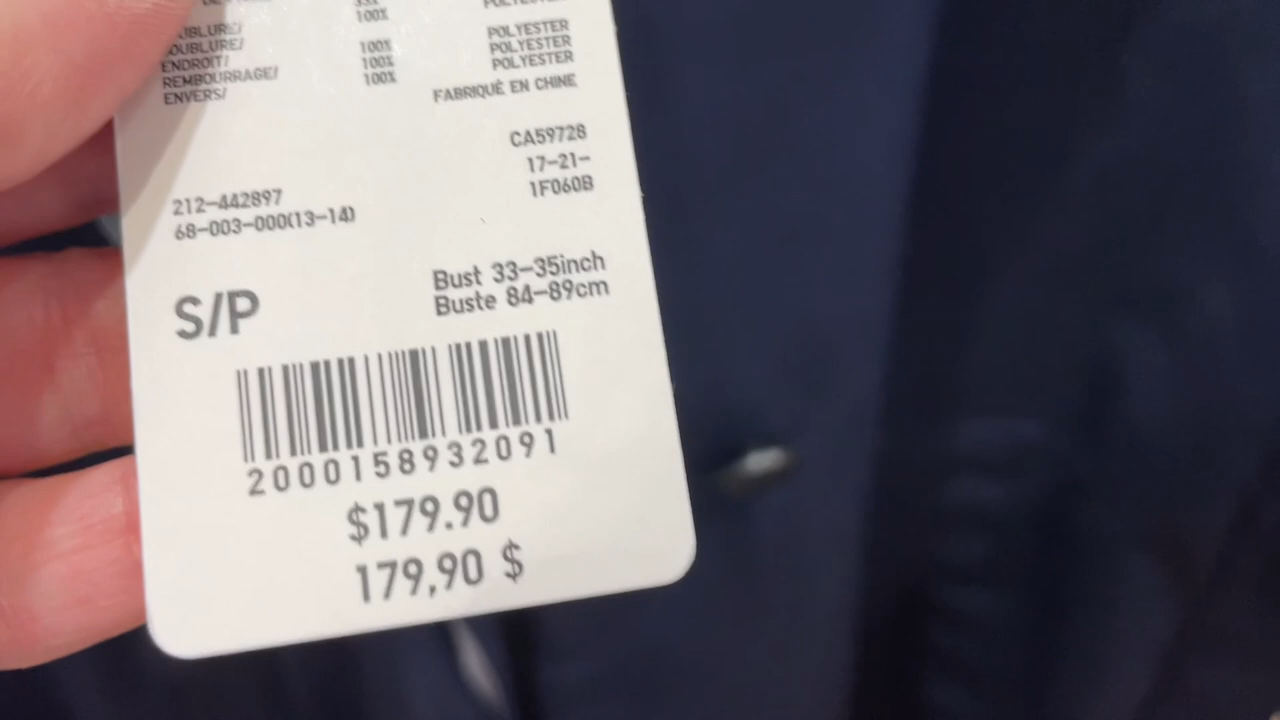 100%
DOUBLURE/ 100% POLYESTER
ENDROIT/ 100% POLYESTER
REMBOURRAGE/ 100% POLYESTER
ENVERS/
FABRIQUÉ EN CHINE
CA59728
17-21-
1F060B
212-442897
68-003-000(13-14)
Bust 33-35inch
Buste 84-89cm
S/P
2000158932091
$179.90
179,90 $